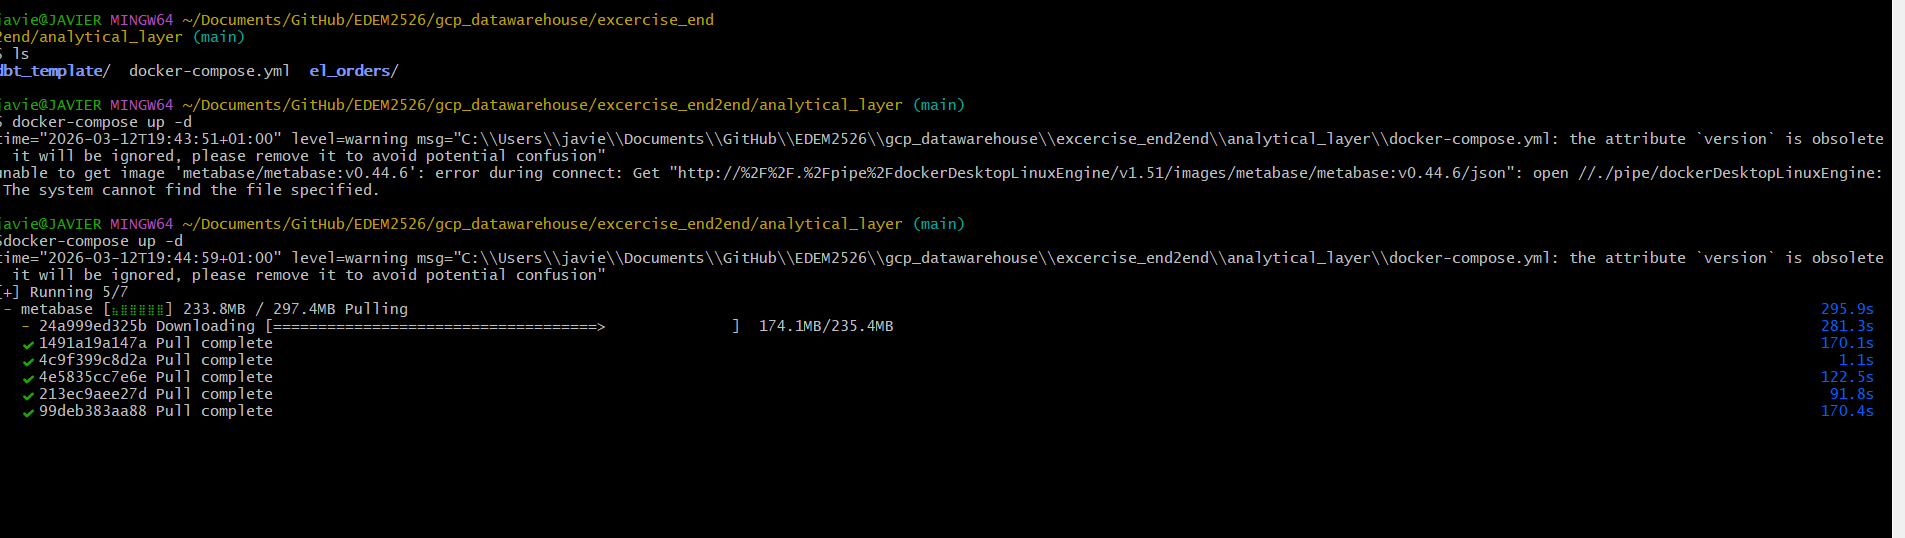 javie@JAVIER MINGW64 ~/Documents/GitHub/EDEM2526/gcp_datawarehouse/excercise_end
2end/analytical_layer (main)
$ ls
dbt_template/  docker-compose.yml  el_orders/
javie@JAVIER MINGW64 ~/Documents/GitHub/EDEM2526/gcp_datawarehouse/excercise_end2end/analytical_layer (main)
$ docker-compose up -d
time="2026-03-12T19:43:51+01:00" level=warning msg="C:\\Users\\javie\\Documents\\GitHub\\EDEM2526\\gcp_datawarehouse\\excercise_end2end\\analytical_layer\\docker-compose.yml: the attribute `version` is obsolete
 it will be ignored, please remove it to avoid potential confusion"
unable to get image 'metabase/metabase:v0.44.6': error during connect: Get "http://%2F%2F.%2Fpipe%2FdockerDesktopLinuxEngine/v1.51/images/metabase/metabase:v0.44.6/json": open //./pipe/dockerDesktopLinuxEngine:
The system cannot find the file specified.
javie@JAVIER MINGW64 ~/Documents/GitHub/EDEM2526/gcp_datawarehouse/excercise_end2end/analytical_layer (main)
$docker-compose up -d
time="2026-03-12T19:44:59+01:00" level=warning msg="C:\\Users\\javie\\Documents\\GitHub\\EDEM2526\\gcp_datawarehouse\\excercise_end2end\\analytical_layer\\docker-compose.yml: the attribute `version` is obsolete
 it will be ignored, please remove it to avoid potential confusion"
[+] Running 5/7
- metabase [⣦⣿⣿⣿⣿⣿] 233.8MB / 297.4MB Pulling 295.9s
- 24a999ed325b Downloading [====================================>              ]  174.1MB/235.4MB 281.3s
✔ 1491a19a147a Pull complete 170.1s
✔ 4c9f399c8d2a Pull complete 1.1s
✔ 4e5835cc7e6e Pull complete 122.5s
✔ 213ec9aee27d Pull complete 91.8s
✔ 99deb383aa88 Pull complete 170.4s